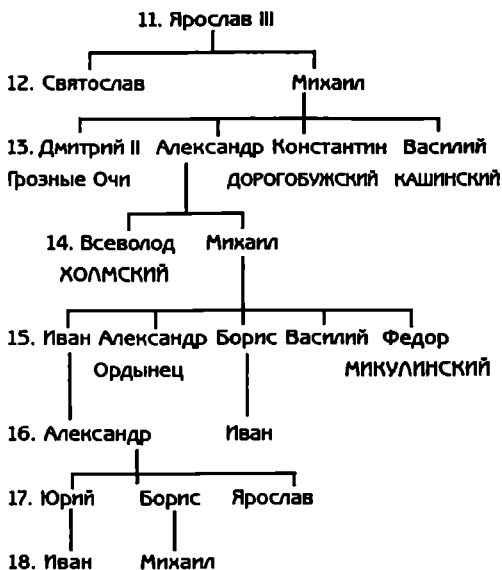 11. Ярослав III
12. Святослав Михаил
13. Дмитрий II Александр Константин Василий
Грозные Очи ДОРОГОБУЖСКИЙ КАШИНСКИЙ
14. Всеволод Михаил
ХОЛМСКИЙ
15. Иван Александр Борис Василий Федор
Ордынец МИКУЛИНСКИЙ
16. Александр Иван
17. Юрий Борис Ярослав
18. Иван Михаил